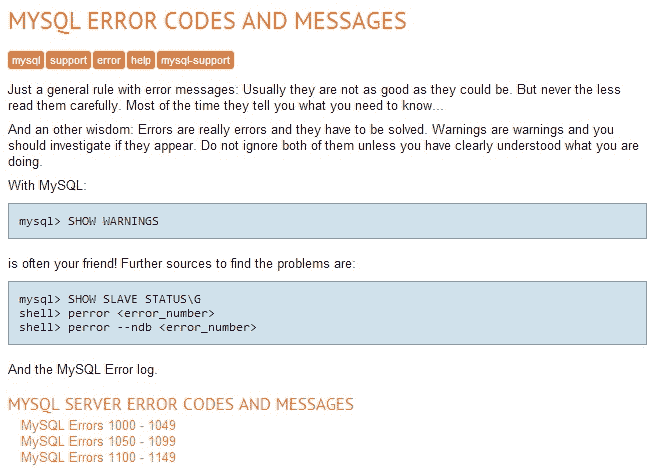 MYSQL ERROR CODES AND MESSAGES
mysql support error help mysql-support
Just a general rule with error messages: Usually they are not as good as they could be. But never the less
read them carefully. Most of the time they tell you what you need to know...
And an other wisdom: Errors are really errors and they have to be solved. Warnings are warnings and you
should investigate if they appear. Do not ignore both of them unless you have clearly understood what you are
doing.
With MySQL:
mysql> SHOW WARNINGS
is often your friend! Further sources to find the problems are:
mysql> SHOW SLAVE STATUS\G
shell> perror <error_number>
shell> perror --ndb <error_number>
And the MySQL Error log.
MYSQL SERVER ERROR CODES AND MESSAGES
MySQL Errors 1000 - 1049
MySQL Errors 1050 - 1099
MySQL Errors 1100 - 1149